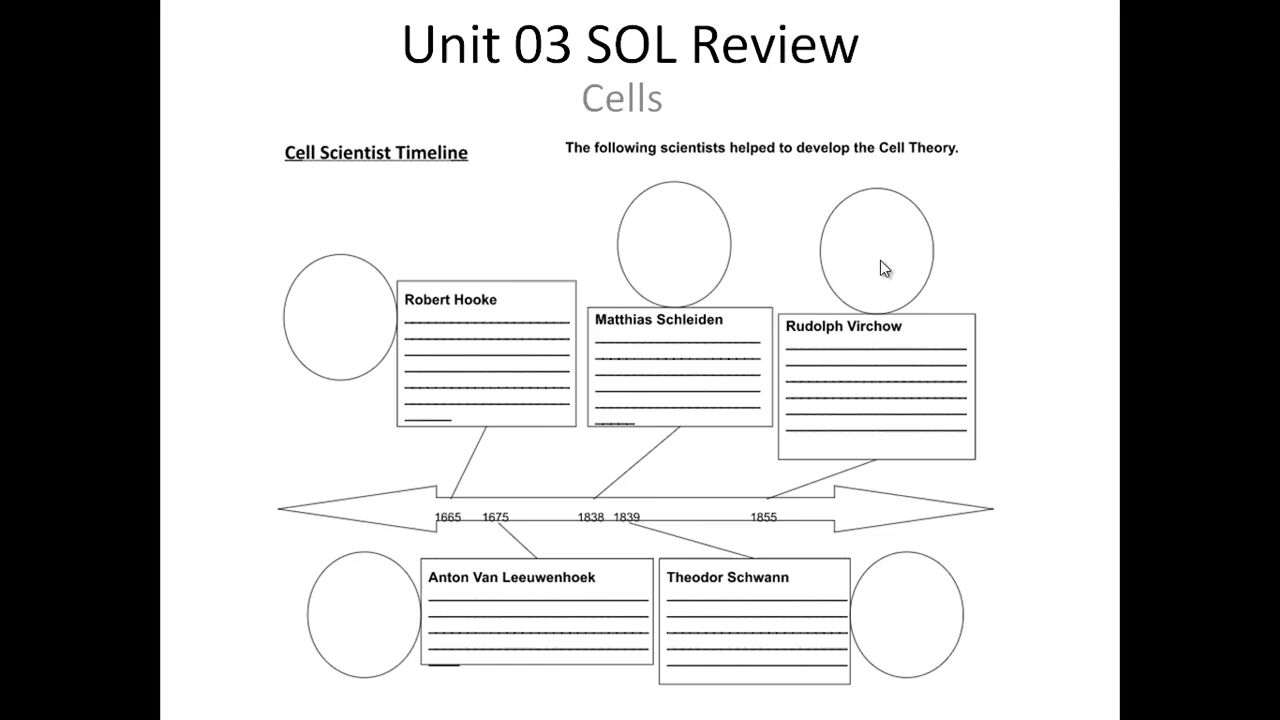 Unit 03 SOL Review
Cells
Cell Scientist Timeline
The following scientists helped to develop the Cell Theory.
Robert Hooke
Matthias Schleiden
Rudolph Virchow
1665 1675 1838 1839 1855
Anton Van Leeuwenhoek
Theodor Schwann